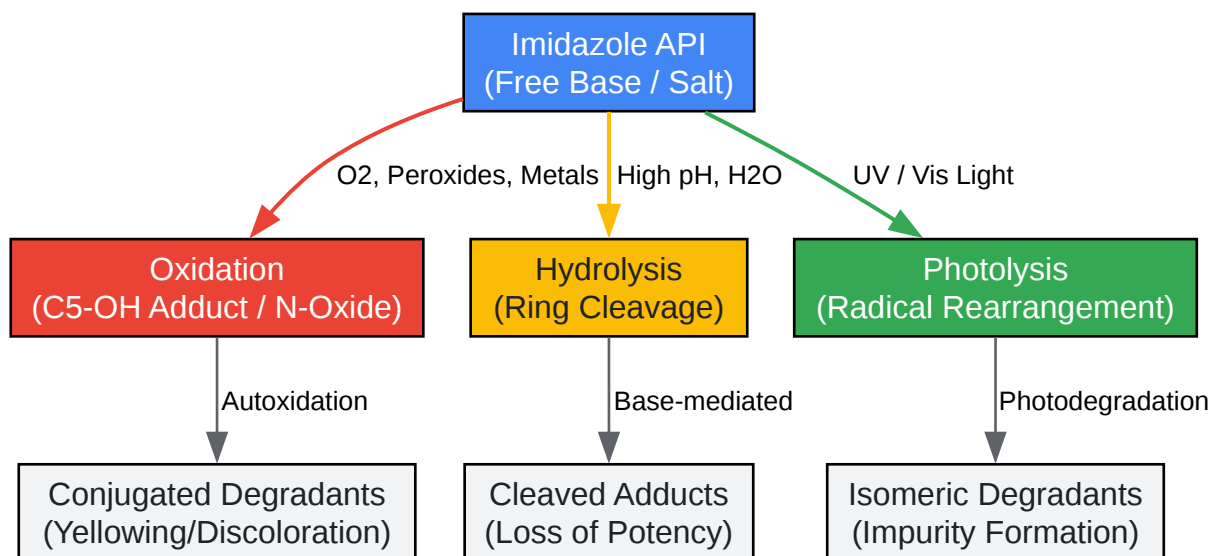 Imidazole API
(Free Base / Salt)
O2, Peroxides, Metals
High pH, H2O
UV / Vis Light
Oxidation
(C5-OH Adduct / N-Oxide)
Hydrolysis
(Ring Cleavage)
Photolysis
(Radical Rearrangement)
Autoxidation
Base-mediated
Photodegradation
Conjugated Degradants
(Yellowing/Discoloration)
Cleaved Adducts
(Loss of Potency)
Isomeric Degradants
(Impurity Formation)